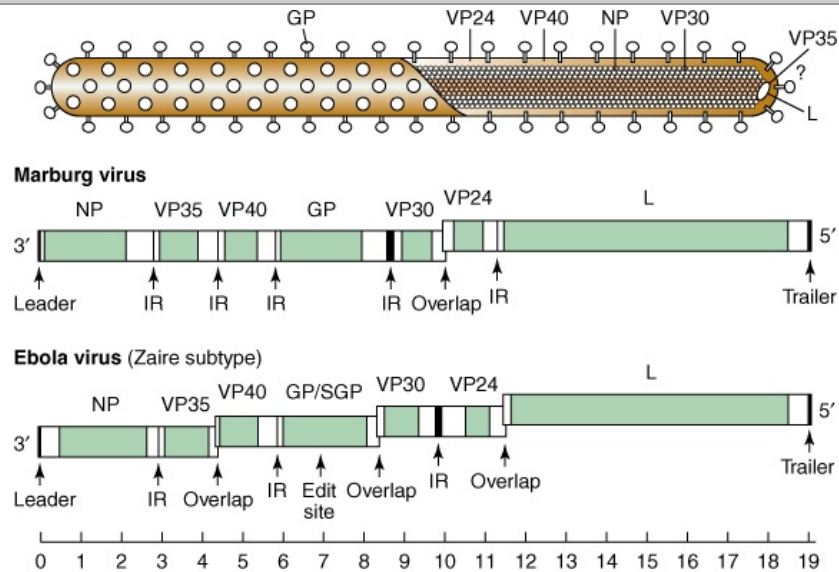 GP VP24 VP40 NP VP30
VP35
?
L
Marburg virus
NP VP35 VP40 GP VP30 VP24 L
3′ 5′
Leader IR IR IR IR Overlap IR Trailer
Ebola virus (Zaire subtype)
NP VP35 VP40 GP/SGP VP30 VP24 L
3′ 5′
Leader IR Overlap IR Edit site Overlap IR Overlap Trailer
0 1 2 3 4 5 6 7 8 9 10 11 12 13 14 15 16 17 18 19